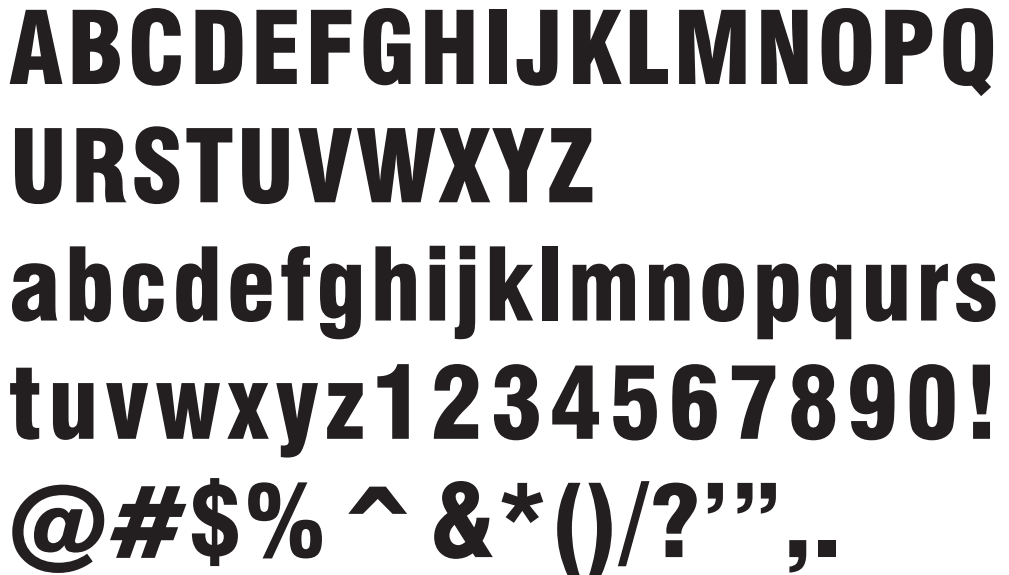 ABCDEFGHIJKLMNOPQ
URSTUVWXYZ
abcdefghijklmnopqurs
tuvwxyz1234567890!
@#$%^&*()/?’”,.